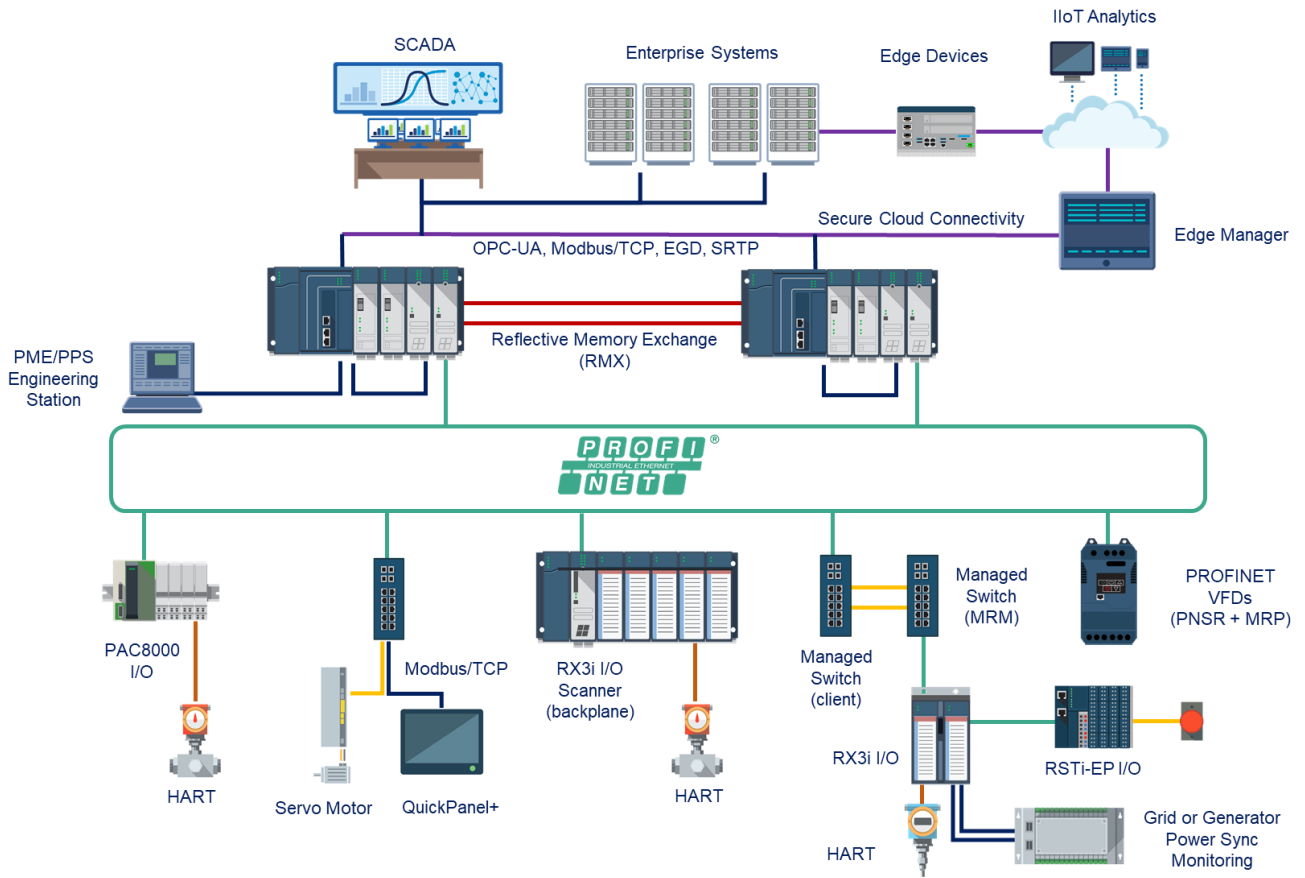 IIoT Analytics
SCADA
Enterprise Systems
Edge Devices
Secure Cloud Connectivity
Edge Manager
OPC-UA, Modbus/TCP, EGD, SRTP
Reflective Memory Exchange
(RMX)
PME/PPS
Engineering
Station
PROFI
®
INDUSTRIAL ETHERNET
NET
PAC8000
I/O
Modbus/TCP
RX3i I/O
Scanner
(backplane)
Managed
Switch
(client)
Managed
Switch
(MRM)
PROFINET
VFDs
(PNSR + MRP)
HART
Servo Motor
QuickPanel+
HART
RX3i I/O
RSTi-EP I/O
HART
Grid or Generator
Power Sync
Monitoring